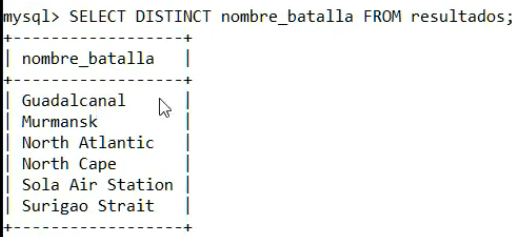 mysql> SELECT DISTINCT nombre_batalla FROM resultados;
+--------------------+
| nombre_batalla |
+--------------------+
| Guadalcanal |
| Murmansk |
| North Atlantic |
| North Cape |
| Sola Air Station |
| Surigao Strait |
+--------------------+